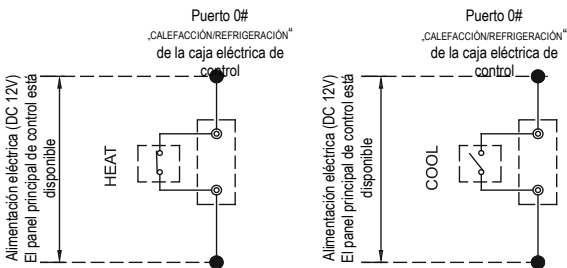 Puerto 0#
„CALEFACCIÓN/REFRIGERACIÓN“
de la caja eléctrica de
control
Alimentación eléctrica (DC 12V)
El panel principal de control está
disponible
HEAT
Puerto 0#
„CALEFACCIÓN/REFRIGERACIÓN“
de la caja eléctrica de
control
Alimentación eléctrica (DC 12V)
El panel principal de control está
disponible
COOL